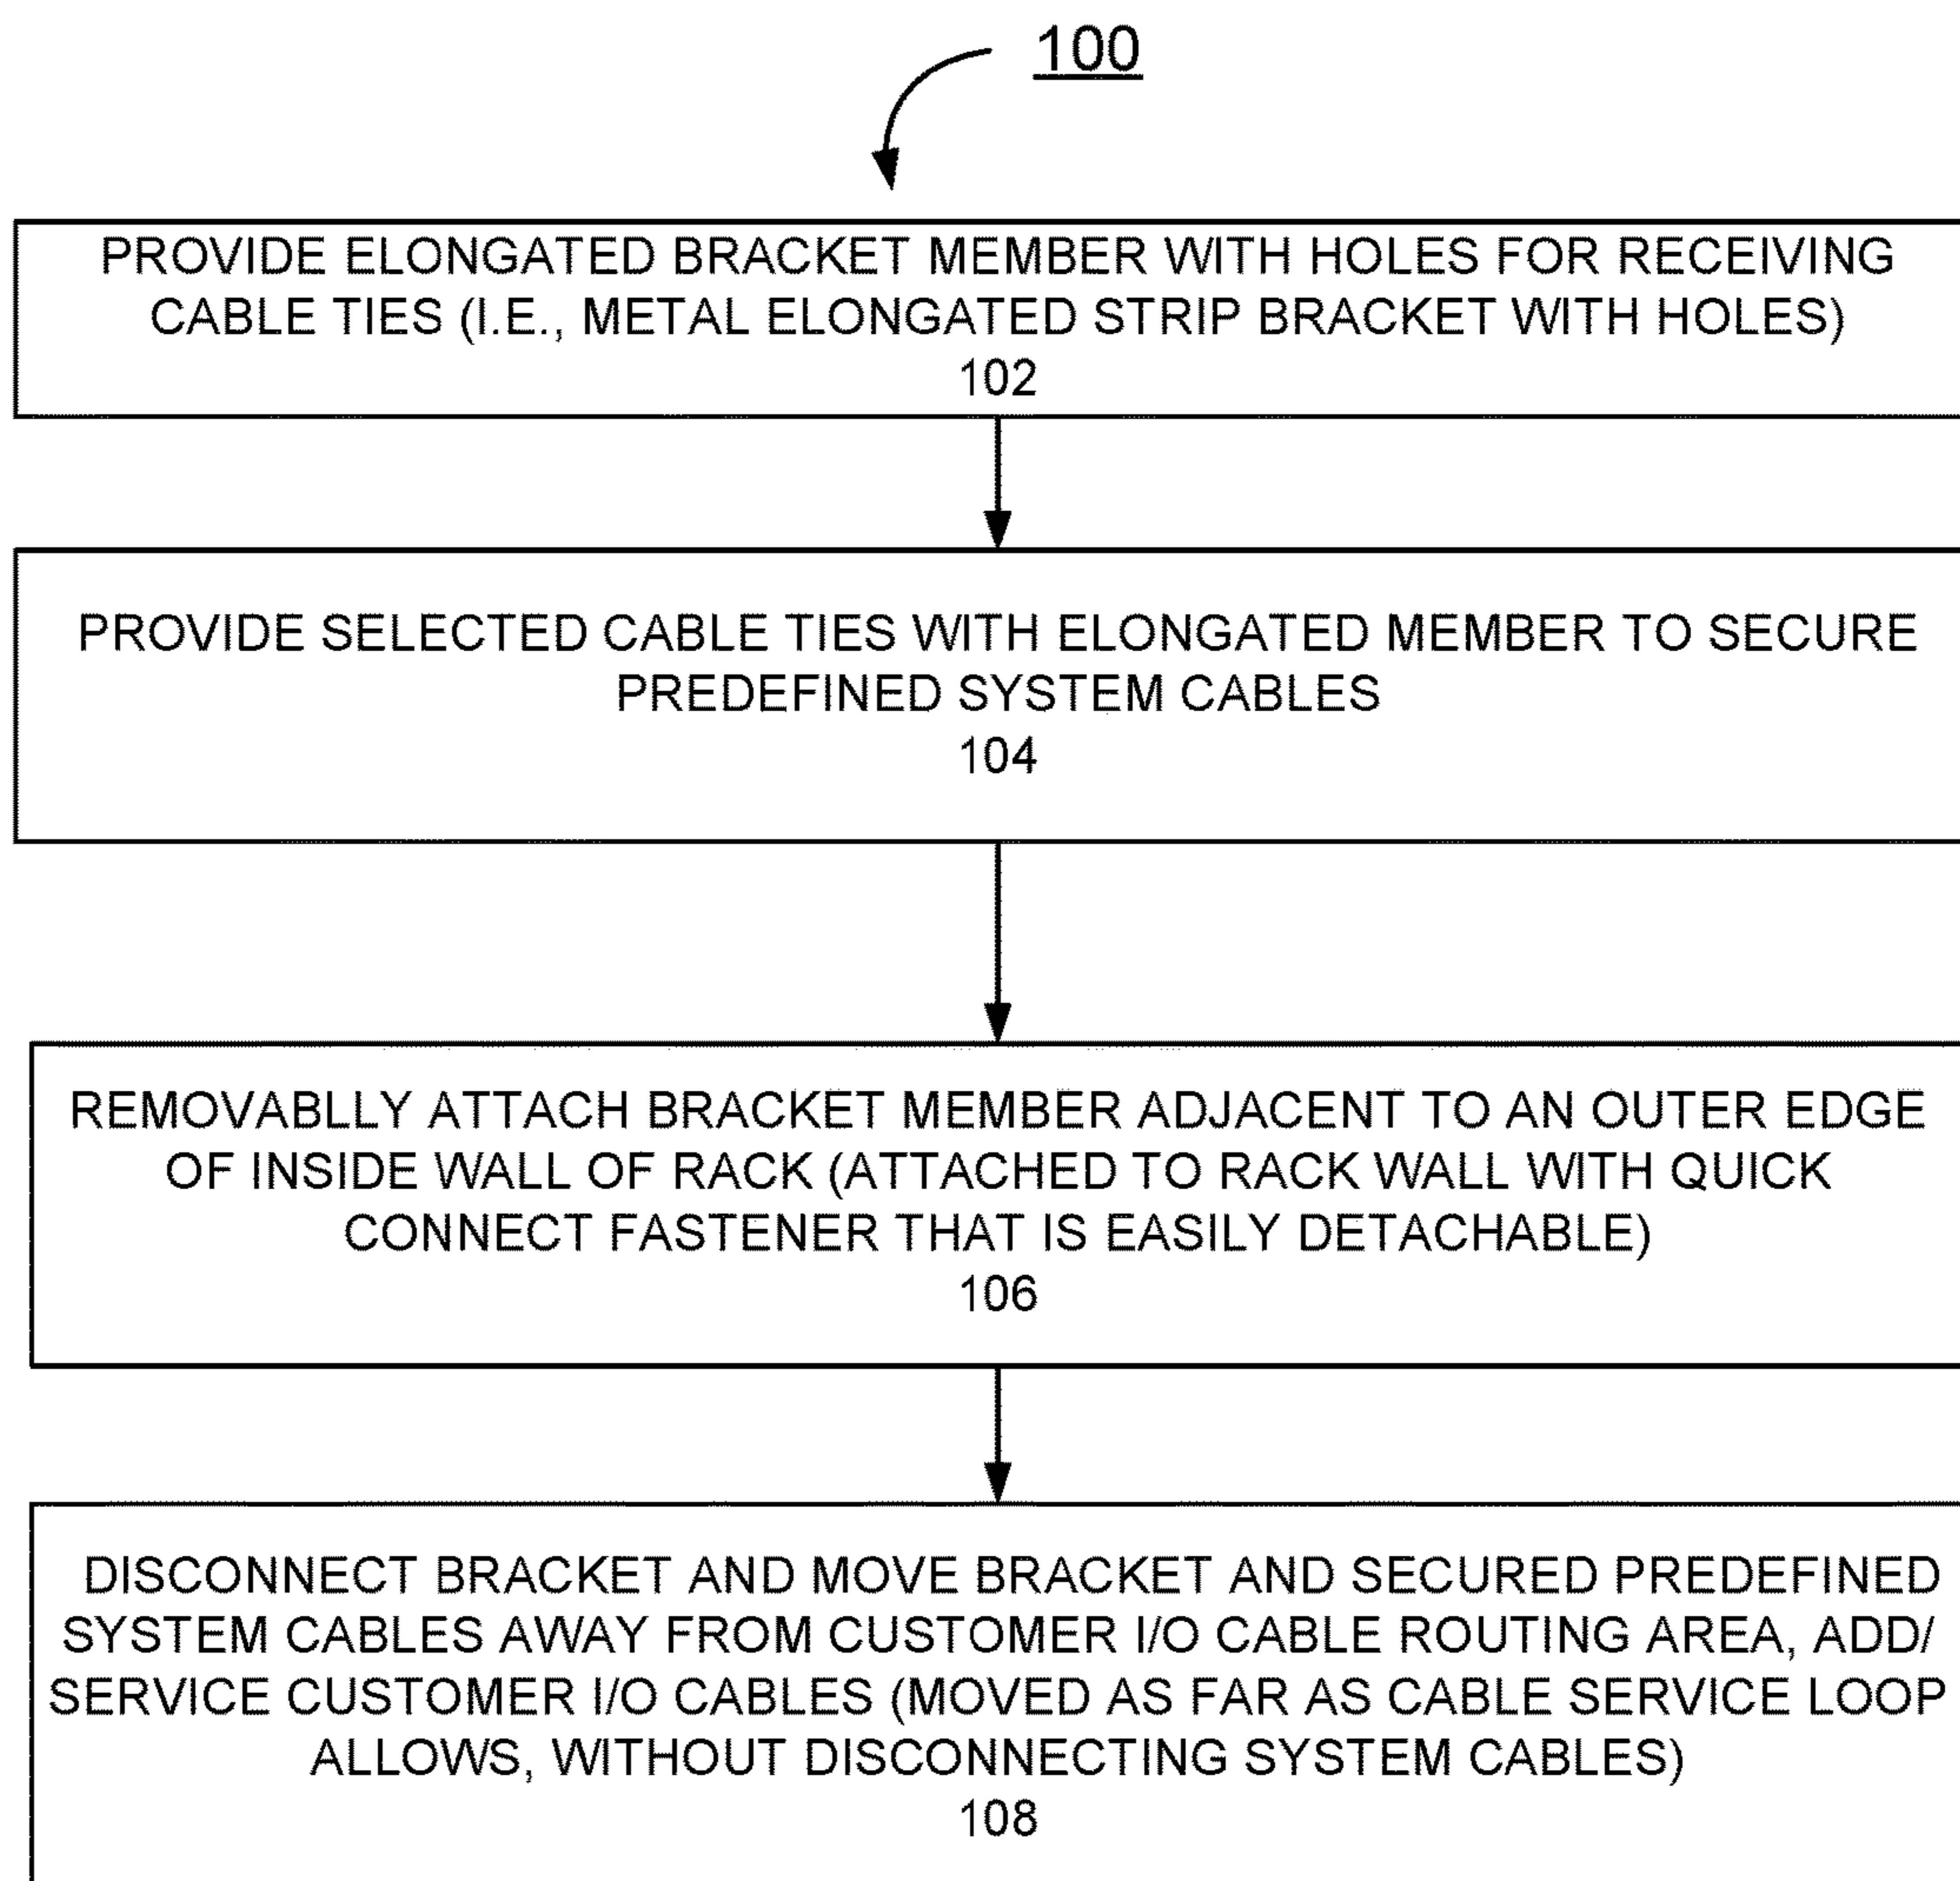 100
PROVIDE ELONGATED BRACKET MEMBER WITH HOLES FOR RECEIVING
CABLE TIES (I.E., METAL ELONGATED STRIP BRACKET WITH HOLES)
102
PROVIDE SELECTED CABLE TIES WITH ELONGATED MEMBER TO SECURE
PREDEFINED SYSTEM CABLES
104
REMOVABLLY ATTACH BRACKET MEMBER ADJACENT TO AN OUTER EDGE
OF INSIDE WALL OF RACK (ATTACHED TO RACK WALL WITH QUICK
CONNECT FASTENER THAT IS EASILY DETACHABLE)
106
DISCONNECT BRACKET AND MOVE BRACKET AND SECURED PREDEFINED
SYSTEM CABLES AWAY FROM CUSTOMER I/O CABLE ROUTING AREA, ADD/
SERVICE CUSTOMER I/O CABLES (MOVED AS FAR AS CABLE SERVICE LOOP
ALLOWS, WITHOUT DISCONNECTING SYSTEM CABLES)
108